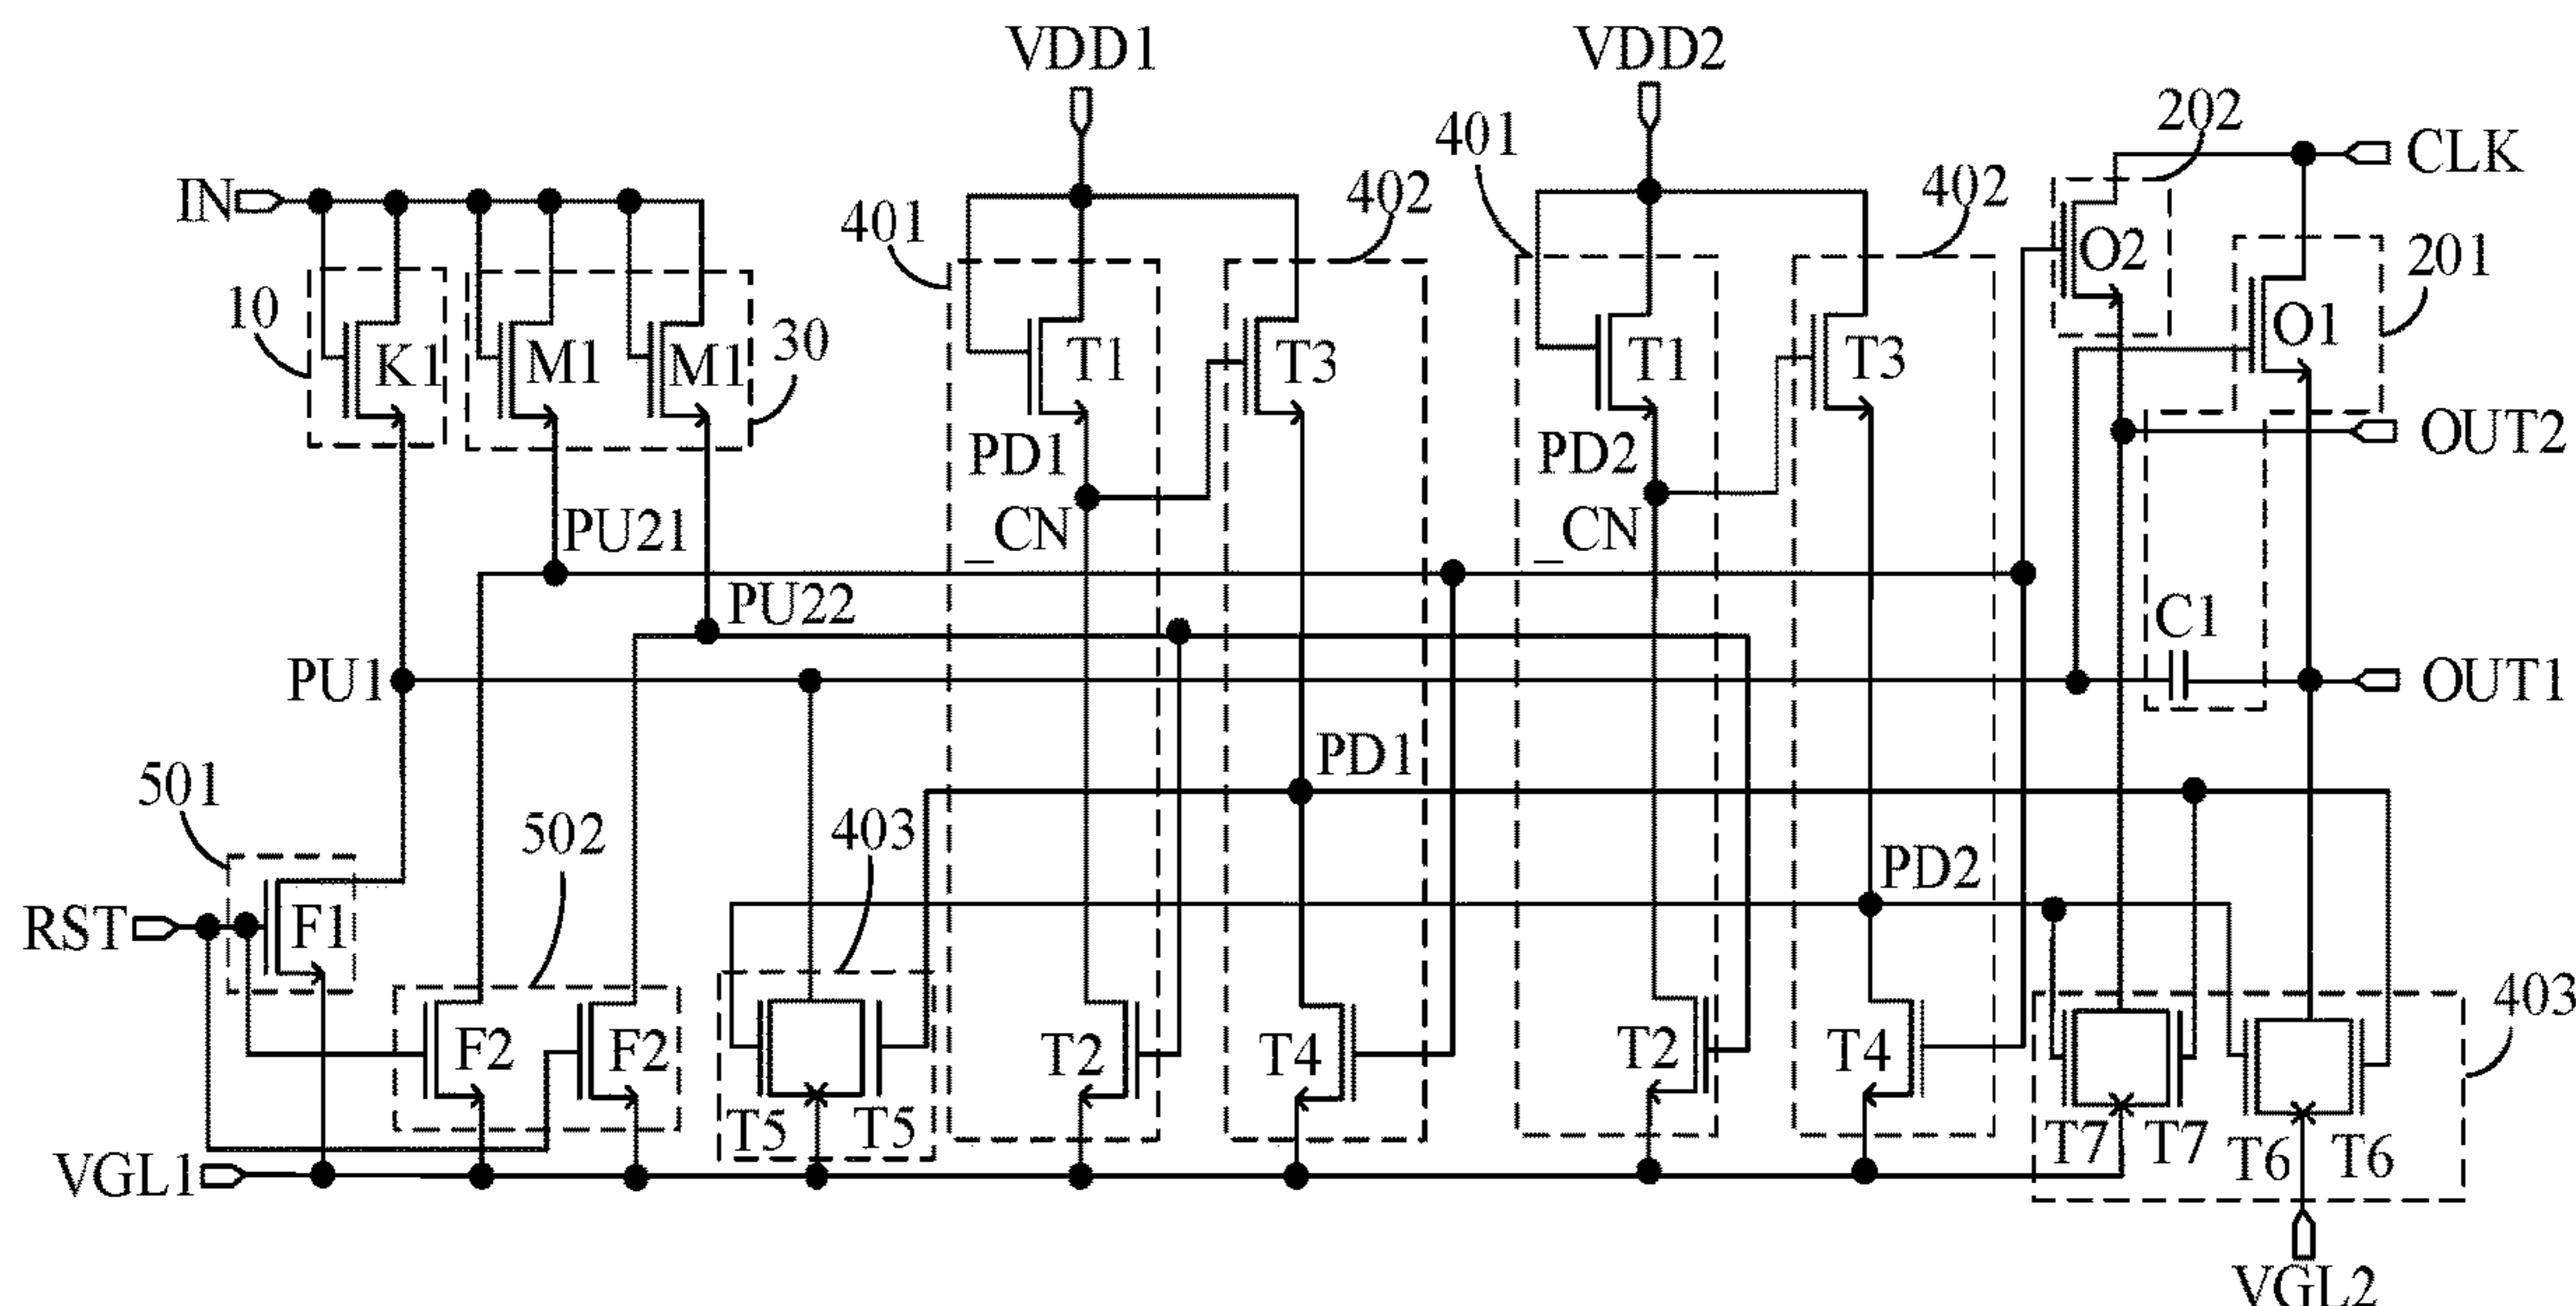 VDD1
VDD2
202
CLK
401
402
IN
401
402
O2
201
10
K1
M1
M1
30
T1
T3
T1
T3
O1
OUT2
PD1
_CN
PD2
_CN
PU21
PU22
C1
PU1
OUT1
PD1
501
502
403
PD2
RST
F1
F2
F2
T2
T4
T2
T4
403
T5
T5
T7
T7
T6
T6
VGL1
VGL2